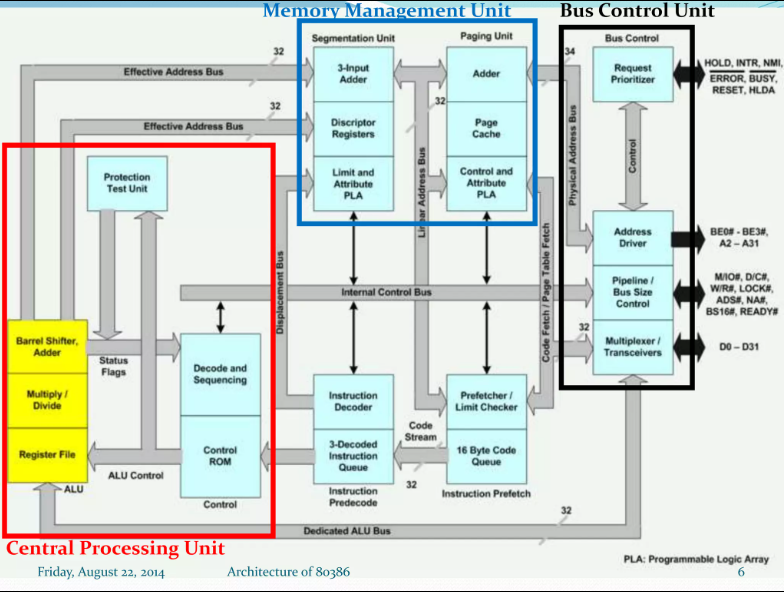 Memory Management Unit
Bus Control Unit
Segmentation Unit
Paging Unit
Bus Control
32
Effective Address Bus
32
Effective Address Bus
3-Input
Adder
Discriptor
Registers
Limit and
Attribute
PLA
32
Linear Address Bus
Adder
Page
Cache
Control and
Attribute
PLA
34
Physical Address Bus
Request
Prioritizer
HOLD, INTR, NMI,
ERROR, BUSY,
RESET, HLDA
Control
Protection
Test Unit
Displacement Bus
Code Fetch / Page Table Fetch
Address
Driver
BE0# - BE3#,
A2 – A31
Internal Control Bus
Pipeline /
Bus Size
Control
M/IO#, D/C#,
W/R#, LOCK#,
ADS#, NA#,
BS16#, READY#
32
Multiplexer /
Transceivers
D0 – D31
Barrel Shifter,
Adder
Multiply /
Divide
Register File
ALU
Status
Flags
ALU Control
Decode and
Sequencing
Control
ROM
Control
Instruction
Decoder
3-Decoded
Instruction
Queue
Instruction
Predecode
Code
Stream
32
Prefetcher /
Limit Checker
16 Byte Code
Queue
Instruction Prefetch
32
Dedicated ALU Bus
Central Processing Unit
PLA: Programmable Logic Array
Friday, August 22, 2014
Architecture of 80386
6